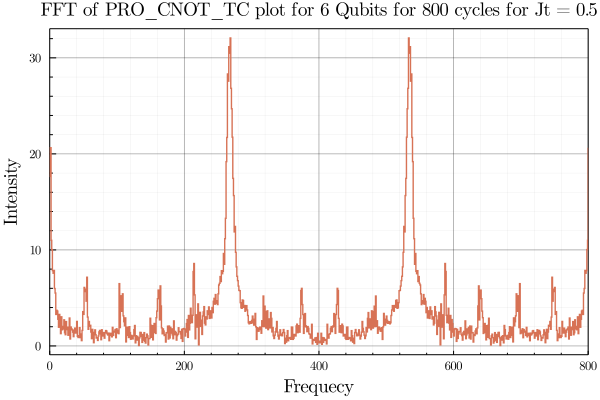 FFT of PRO_CNOT_TC plot for 6 Qubits for 800 cycles for Jt = 0.5
30
20
10
0
Intensity
0 200 400 600 800
Frequecy